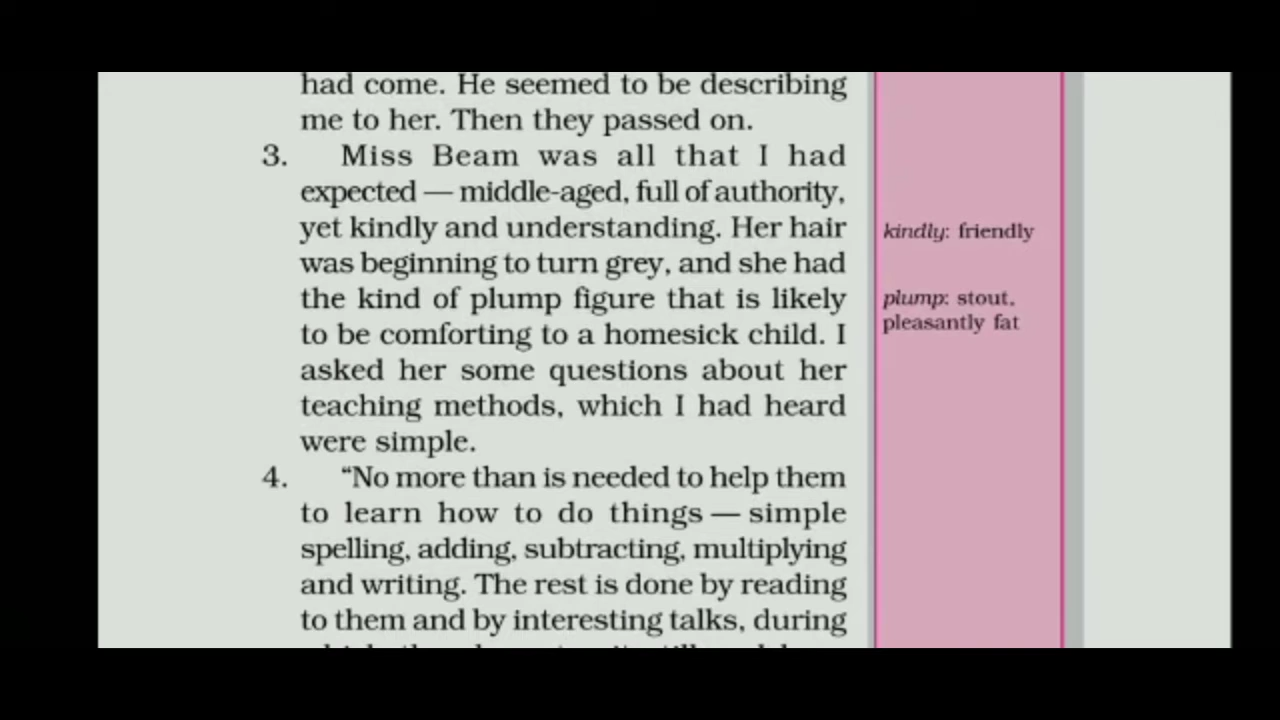 had come. He seemed to be describing
me to her. Then they passed on.
3. Miss Beam was all that I had
expected — middle-aged, full of authority,
yet kindly and understanding. Her hair
was beginning to turn grey, and she had
the kind of plump figure that is likely
to be comforting to a homesick child. I
asked her some questions about her
teaching methods, which I had heard
were simple.
4. “No more than is needed to help them
to learn how to do things — simple
spelling, adding, subtracting, multiplying
and writing. The rest is done by reading
to them and by interesting talks, during
kindly: friendly
plump: stout,
pleasantly fat